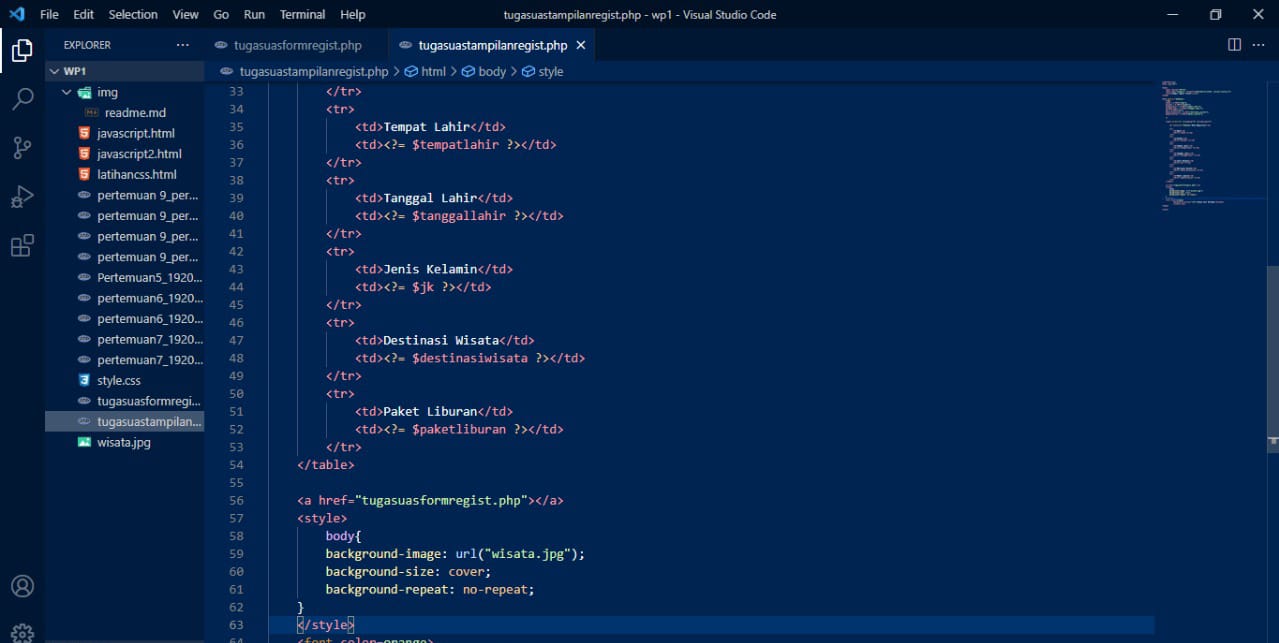 File Edit Selection View Go Run Terminal Help tugasuastampilanregist.php - wp1 - Visual Studio Code
EXPLORER
tugasuasformregist.php
tugasuastampilanregist.php
WP1
tugasuastampilanregist.php > html > body > style
img
readme.md
javascript.html
javascript2.html
latihancss.html
pertemuan 9_per...
pertemuan 9_per...
pertemuan 9_per...
pertemuan 9_per...
Pertemuan5_1920...
pertemuan6_1920...
pertemuan6_1920...
pertemuan7_1920...
pertemuan7_1920...
style.css
tugasuasformregi...
tugasuastampilan...
wisata.jpg
33 </tr>
34 <tr>
35 <td>Tempat Lahir</td>
36 <td><?= $tempatlahir ?></td>
37 </tr>
38 <tr>
39 <td>Tanggal Lahir</td>
40 <td><?= $tanggallahir ?></td>
41 </tr>
42 <tr>
43 <td>Jenis Kelamin</td>
44 <td><?= $jk ?></td>
45 </tr>
46 <tr>
47 <td>Destinasi Wisata</td>
48 <td><?= $destinasiwisata ?></td>
49 </tr>
50 <tr>
51 <td>Paket Liburan</td>
52 <td><?= $paketliburan ?></td>
53 </tr>
54 </table>
55
56 <a href="tugasuasformregist.php"></a>
57 <style>
58 body{
59 background-image: url("wisata.jpg");
60 background-size: cover;
61 background-repeat: no-repeat;
62 }
63 </style>
64 <font color=orange>